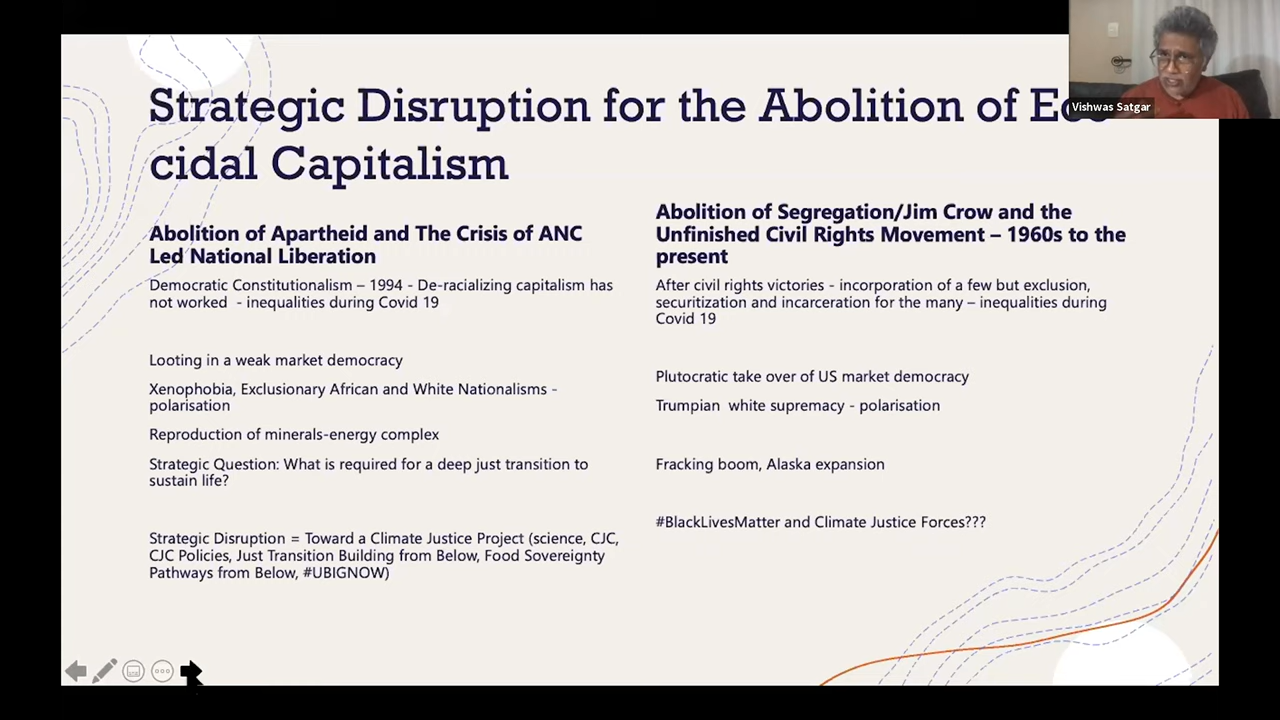 Strategic Disruption for the Abolition of Eco-
cidal Capitalism
Vishwas Satgar
Abolition of Apartheid and The Crisis of ANC
Led National Liberation
Democratic Constitutionalism – 1994 - De-racializing capitalism has
not worked - inequalities during Covid 19
Looting in a weak market democracy
Xenophobia, Exclusionary African and White Nationalisms -
polarisation
Reproduction of minerals-energy complex
Strategic Question: What is required for a deep just transition to
sustain life?
Strategic Disruption = Toward a Climate Justice Project (science, CJC,
CJC Policies, Just Transition Building from Below, Food Sovereignty
Pathways from Below, #UBIGNOW)
Abolition of Segregation/Jim Crow and the
Unfinished Civil Rights Movement – 1960s to the
present
After civil rights victories - incorporation of a few but exclusion,
securitization and incarceration for the many – inequalities during
Covid 19
Plutocratic take over of US market democracy
Trumpian white supremacy - polarisation
Fracking boom, Alaska expansion
#BlackLivesMatter and Climate Justice Forces???